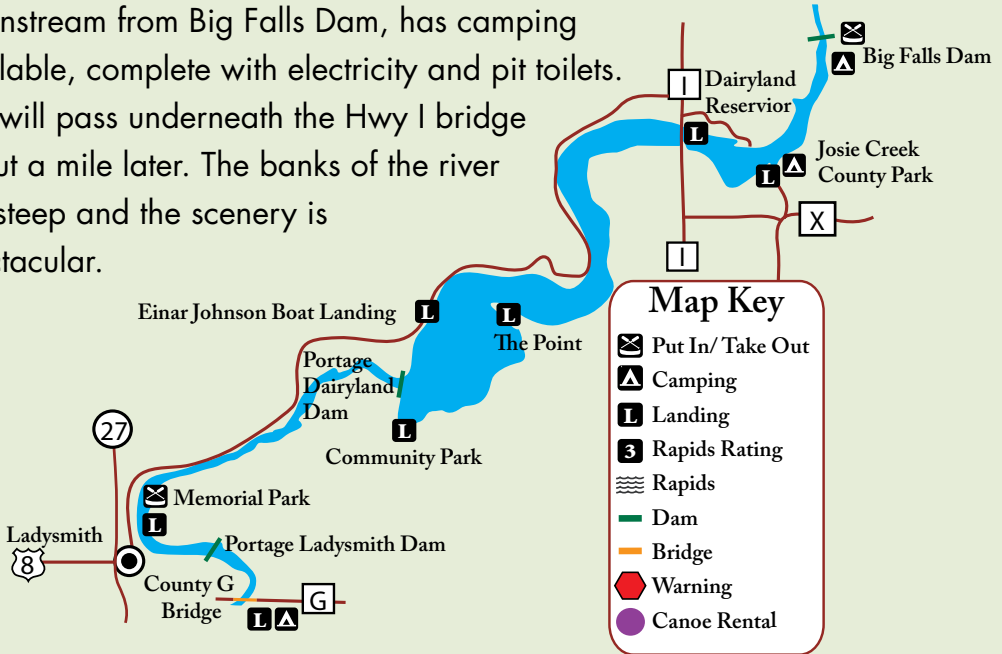 nstream from Big Falls Dam, has camping
lable, complete with electricity and pit toilets.
will pass underneath the Hwy I bridge
ut a mile later. The banks of the river
steep and the scenery is
tacular.
Big Falls Dam
I
Dairyland
Reservior
L
Josie Creek
County Park
L
X
I
Einar Johnson Boat Landing
L
L
The Point
Portage
Dairyland
Dam
L
Community Park
27
Memorial Park
L
Ladysmith
8
Portage Ladysmith Dam
County G
Bridge
G
L
Map Key
Put In/ Take Out
Camping
L Landing
3 Rapids Rating
Rapids
Dam
Bridge
Warning
Canoe Rental